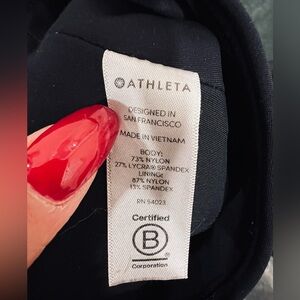 ATHLETA
DESIGNED IN
SAN FRANCISCO
MADE IN VIETNAM
BODY:
73% NYLON
27% LYCRA® SPANDEX
LINING:
87% NYLON
13% SPANDEX
RN 54023
Certified
B
Corporation